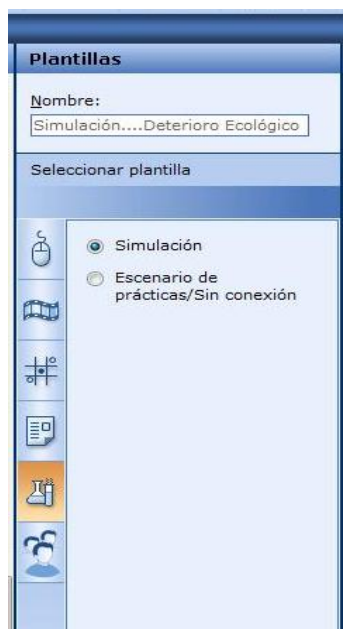 Plantillas
Nombre:
Simulación....Deterioro Ecológico
Seleccionar plantilla
Simulación
Escenario de
prácticas/Sin conexión